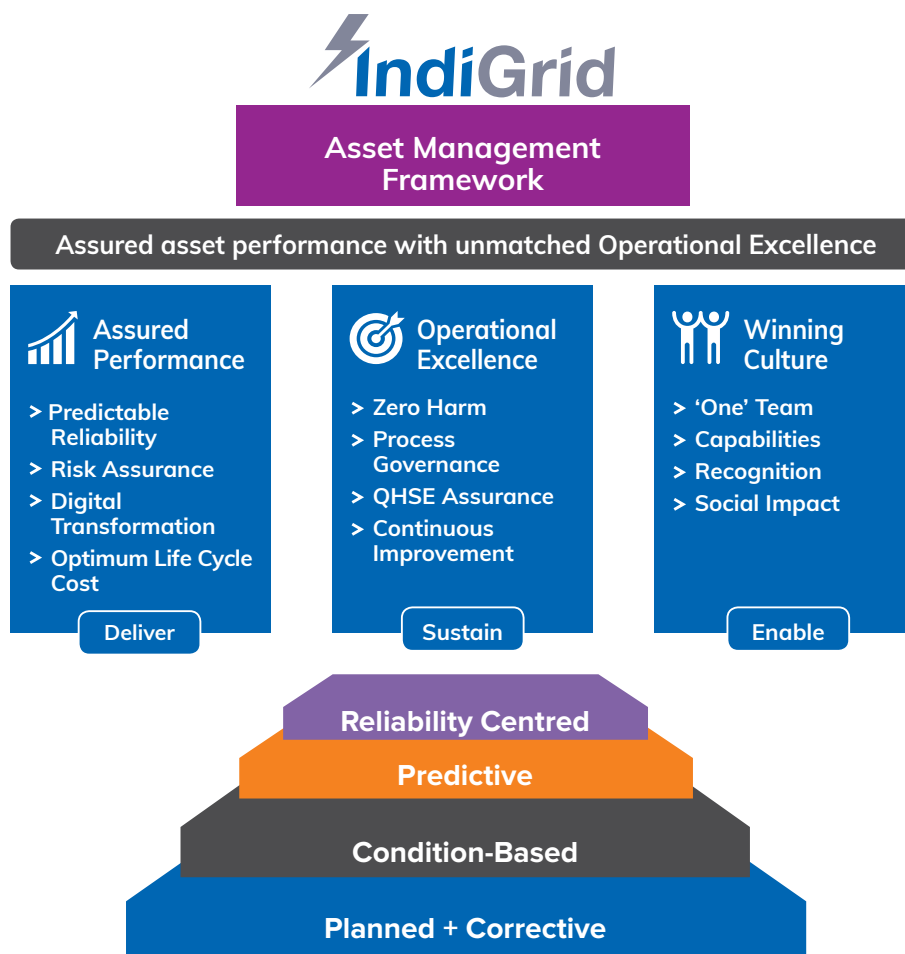 IndiGrid
Asset Management
Framework
Assured asset performance with unmatched Operational Excellence
Assured
Performance
> Predictable
Reliability
> Risk Assurance
> Digital
Transformation
> Optimum Life Cycle
Cost
Deliver
Operational
Excellence
> Zero Harm
> Process
Governance
> QHSE Assurance
> Continuous
Improvement
Sustain
Winning
Culture
> ‘One’ Team
> Capabilities
> Recognition
> Social Impact
Enable
Reliability Centred
Predictive
Condition-Based
Planned + Corrective